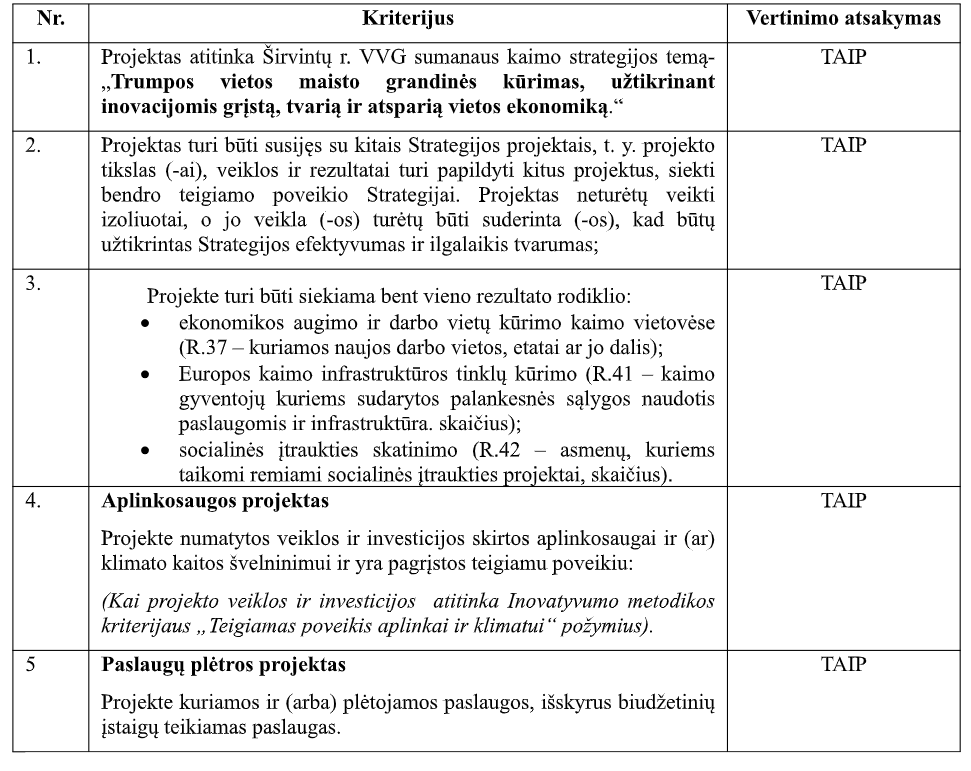 Nr. Kriterijus Vertinimo atsakymas
1. Projektas atitinka Širvintų r. VVG sumanaus kaimo strategijos temą- TAIP
„Trumpos vietos maisto grandinės kūrimas, užtikrinant
inovacijomis grįstą, tvarią ir atsparią vietos ekonomiką.“
2. Projektas turi būti susijęs su kitais Strategijos projektais, t. y. projekto TAIP
tikslas (-ai), veiklos ir rezultatai turi papildyti kitus projektus, siekti
bendro teigiamo poveikio Strategijai. Projektas neturėtų veikti
izoliuotai, o jo veikla (-os) turėtų būti suderinta (-os), kad būtų
užtikrintas Strategijos efektyvumas ir ilgalaikis tvarumas;
3. TAIP
Projekte turi būti siekiama bent vieno rezultato rodiklio:
• ekonomikos augimo ir darbo vietų kūrimo kaimo vietovėse
(R.37 – kuriamos naujos darbo vietos, etatai ar jo dalis);
• Europos kaimo infrastruktūros tinklų kūrimo (R.41 – kaimo
gyventojų kuriems sudarytos palankesnės sąlygos naudotis
paslaugomis ir infrastruktūra. skaičius);
• socialinės įtraukties skatinimo (R.42 – asmenų, kuriems
taikomi remiami socialinės įtraukties projektai, skaičius).
4. Aplinkosaugos projektas TAIP
Projekte numatytos veiklos ir investicijos skirtos aplinkosaugai ir (ar)
klimato kaitos švelninimui ir yra pagrįstos teigiamu poveikiu:
(Kai projekto veiklos ir investicijos atitinka Inovatyvumo metodikos
kriterijaus „Teigiamas poveikis aplinkai ir klimatui“ požymius).
5 Paslaugų plėtros projektas TAIP
Projekte kuriamos ir (arba) plėtojamos paslaugos, išskyrus biudžetinių
įstaigų teikiamas paslaugas.